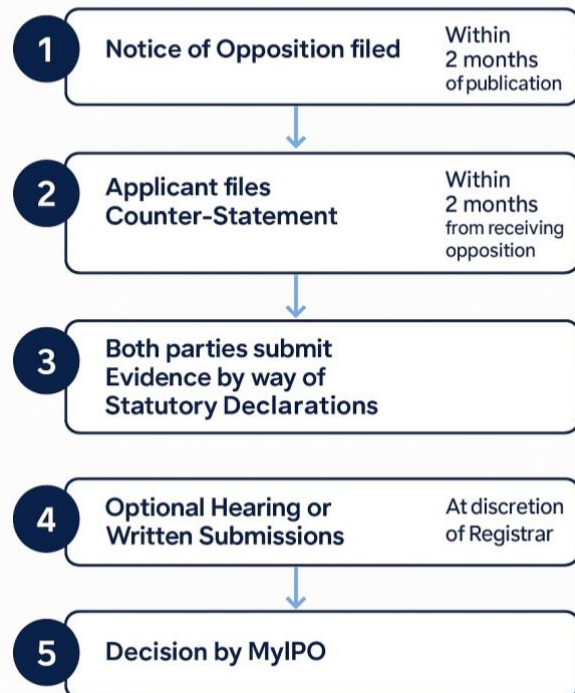 1
Notice of Opposition filed
Within
2 months
of publication
2
Applicant files
Counter-Statement
Within
2 months
from receiving
opposition
3
Both parties submit
Evidence by way of
Statutory Declarations
4
Optional Hearing or
Written Submissions
At discretion
of Registrar
5
Decision by MyIPO